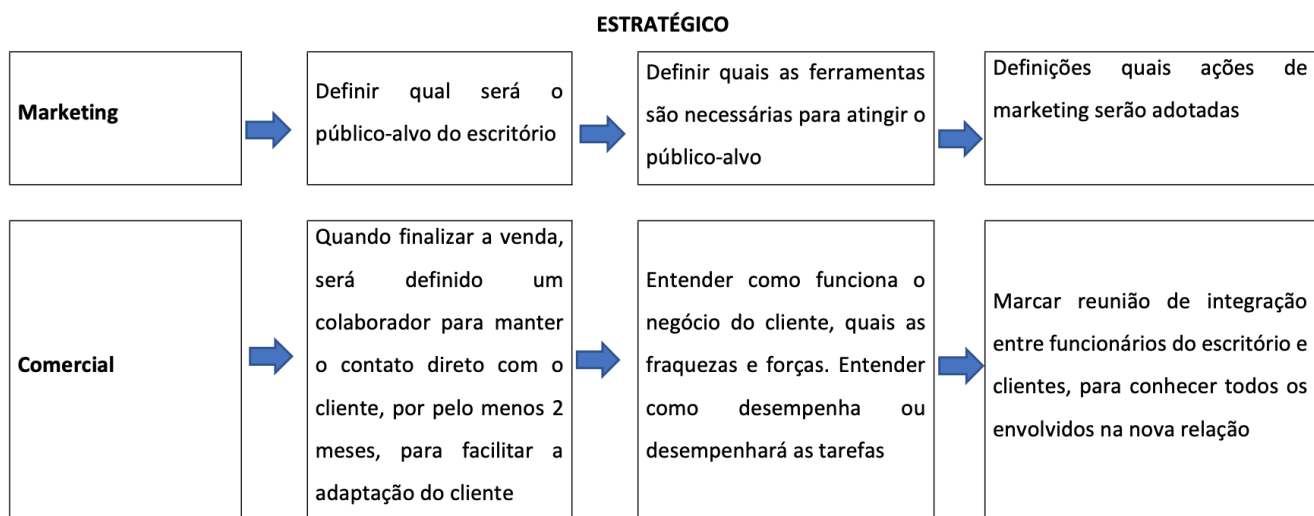 ESTRATÉGICO
Marketing
Definir qual será o
público-alvo do escritório
Definir quais as ferramentas
são necessárias para atingir o
público-alvo
Definições quais ações de
marketing serão adotadas
Comercial
Quando finalizar a venda,
será definido um
colaborador para manter
o contato direto com o
cliente, por pelo menos 2
meses, para facilitar a
adaptação do cliente
Entender como funciona o
negócio do cliente, quais as
fraquezas e forças. Entender
como desempenha ou
desempenhará as tarefas
Marcar reunião de integração
entre funcionários do escritório e
clientes, para conhecer todos os
envolvidos na nova relação